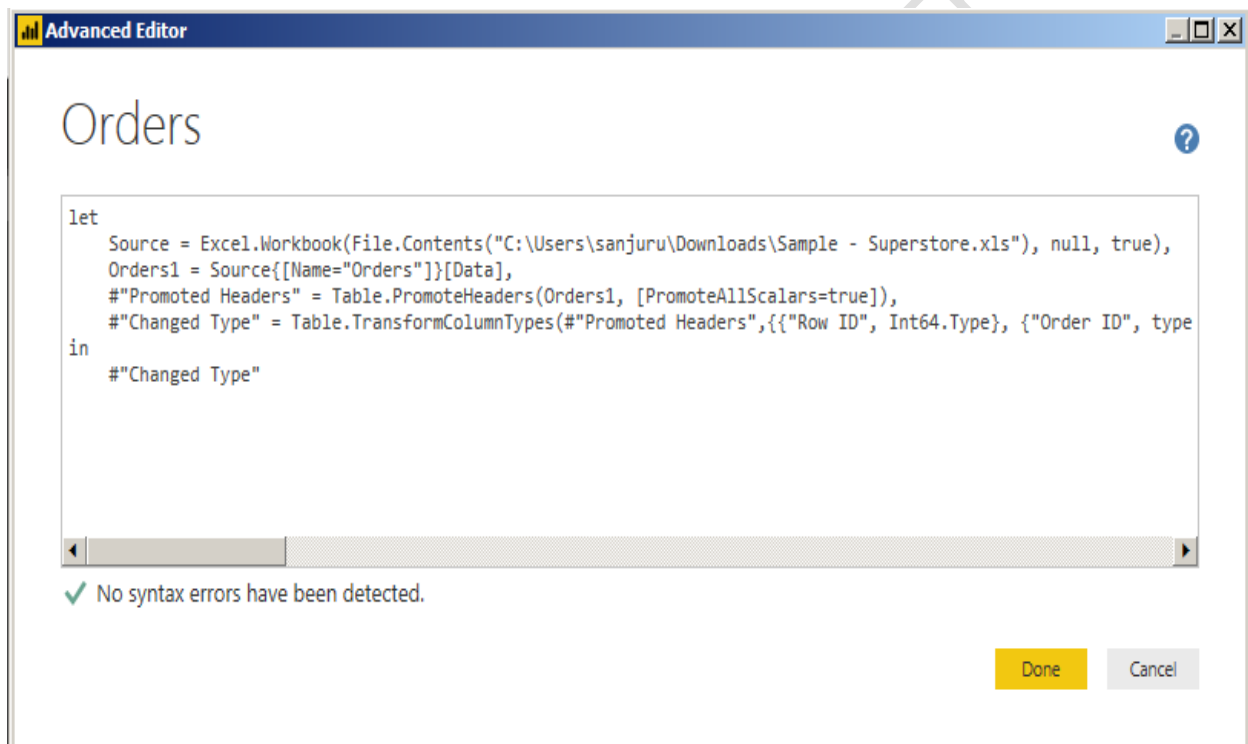 Advanced Editor
Orders
?
let
    Source = Excel.Workbook(File.Contents("C:\Users\sanjuru\Downloads\Sample - Superstore.xls"), null, true),
    Orders1 = Source{[Name="Orders"]}[Data],
    #"Promoted Headers" = Table.PromoteHeaders(Orders1, [PromoteAllScalars=true]),
    #"Changed Type" = Table.TransformColumnTypes(#"Promoted Headers",{{"Row ID", Int64.Type}, {"Order ID", type
in
    #"Changed Type"
No syntax errors have been detected.
Done Cancel